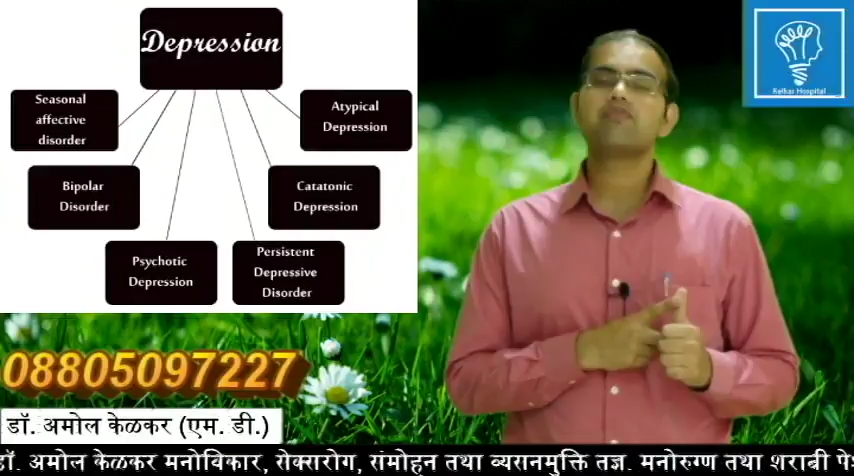 Depression
Seasonal
affective
disorder
Atypical
Depression
Bipolar
Disorder
Catatonic
Depression
Psychotic
Depression
Persistent
Depressive
Disorder
Kelkar Hospital
08805097227
डॉ. अमोल केळकर (एम. डी.)
डॉ. अमोल केळकर मनोविकार, सेक्सरोग, संमोहन तथा व्यसनमुक्ति तज्ञ. मनोरुग्ण तथा शराबी